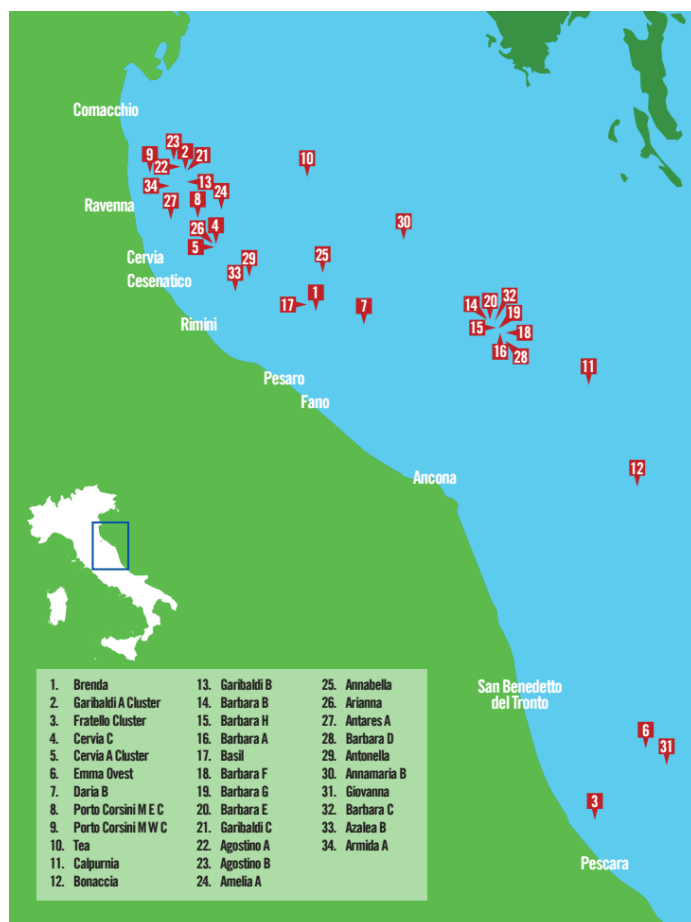 Comacchio
23
2
21
9
22
10
34
13
24
Ravenna
27
8
30
26
4
5
Cervia
29
25
33
Cesenatico
1
17
7
14
20
32
19
15
18
16
28
Rimini
11
Pesaro
Fano
12
Ancona
San Benedetto
del Tronto
6
31
3
Pescara
1. Brenda
2. Garibaldi A Cluster
3. Fratello Cluster
4. Cervia C
5. Cervia A Cluster
6. Emma Ovest
7. Daria B
8. Porto Corsini M E C
9. Porto Corsini M W C
10. Tea
11. Calpurnia
12. Bonaccia
13. Garibaldi B
14. Barbara B
15. Barbara H
16. Barbara A
17. Basil
18. Barbara F
19. Barbara G
20. Barbara E
21. Garibaldi C
22. Agostino A
23. Agostino B
24. Amelia A
25. Annabella
26. Arianna
27. Antares A
28. Barbara D
29. Antonella
30. Annamaria B
31. Giovanna
32. Barbara C
33. Azalea B
34. Armida A